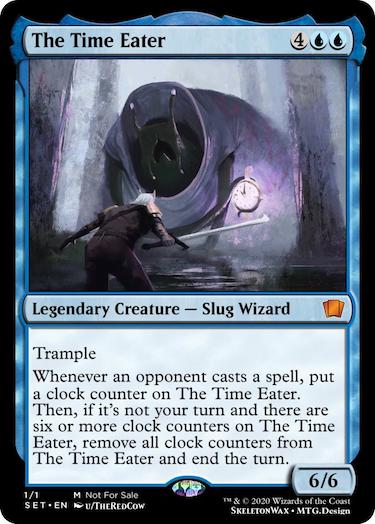 The Time Eater 4
Legendary Creature — Slug Wizard
Trample
Whenever an opponent casts a spell, put
a clock counter on The Time Eater.
Then, if it's not your turn and there are
six or more clock counters on The Time
Eater, remove all clock counters from
The Time Eater and end the turn.
6/6
1/1 M Not For Sale
SET • EN u/TheRedCow
™ & © 2020 Wizards of the Coast
SkeletonWax • MTG.Design